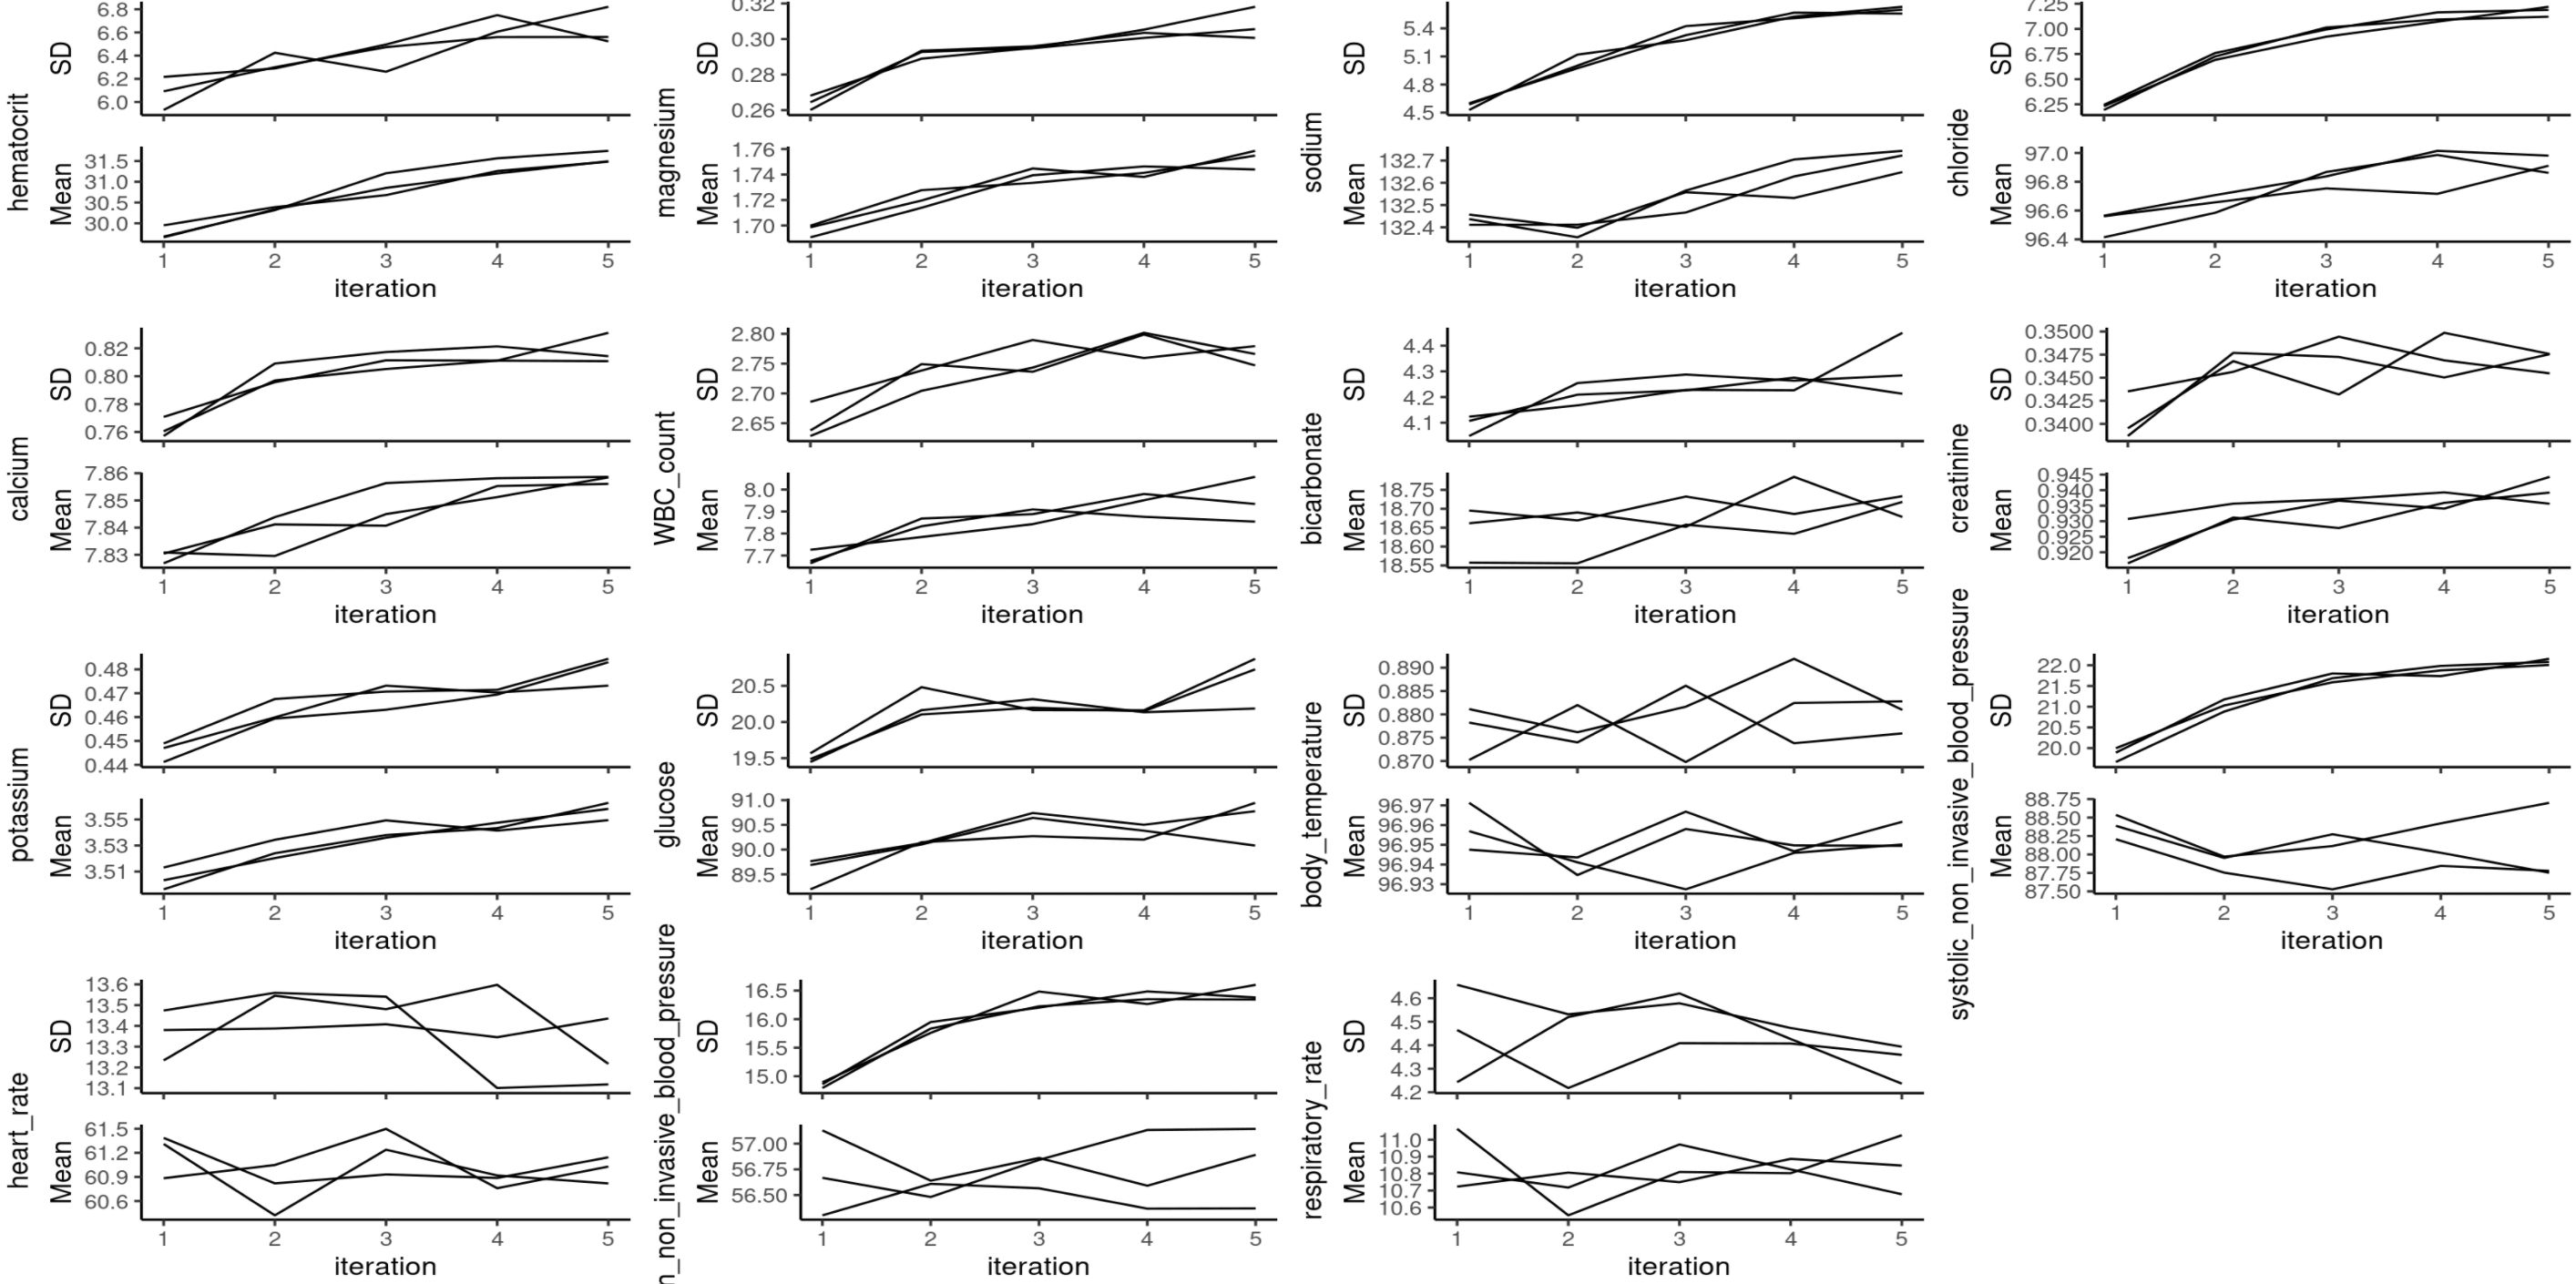 hematocrit
SD
6.8
6.6
6.4
6.2
6.0
Mean
31.5
31.0
30.5
30.0
1 2 3 4 5
iteration
magnesium
SD
0.32
0.30
0.28
0.26
Mean
1.76
1.74
1.72
1.70
1 2 3 4 5
iteration
sodium
SD
5.4
5.1
4.8
4.5
Mean
132.7
132.6
132.5
132.4
1 2 3 4 5
iteration
chloride
SD
7.25
7.00
6.75
6.50
6.25
Mean
97.0
96.8
96.6
96.4
1 2 3 4 5
iteration
calcium
SD
0.82
0.80
0.78
0.76
Mean
7.86
7.85
7.84
7.83
1 2 3 4 5
iteration
WBC_count
SD
2.80
2.75
2.70
2.65
Mean
8.0
7.9
7.8
7.7
1 2 3 4 5
iteration
bicarbonate
SD
4.4
4.3
4.2
4.1
Mean
18.75
18.70
18.65
18.60
18.55
1 2 3 4 5
iteration
creatinine
SD
0.3500
0.3475
0.3450
0.3425
0.3400
Mean
0.945
0.940
0.935
0.930
0.925
0.920
1 2 3 4 5
iteration
potassium
SD
0.48
0.47
0.46
0.45
0.44
Mean
3.55
3.53
3.51
1 2 3 4 5
iteration
glucose
SD
20.5
20.0
19.5
Mean
91.0
90.5
90.0
89.5
1 2 3 4 5
iteration
body_temperature
SD
0.890
0.885
0.880
0.875
0.870
Mean
96.97
96.96
96.95
96.94
96.93
1 2 3 4 5
iteration
systolic_non_invasive_blood_pressure
SD
22.0
21.5
21.0
20.5
20.0
Mean
88.75
88.50
88.25
88.00
87.75
87.50
1 2 3 4 5
iteration
heart_rate
SD
13.6
13.5
13.4
13.3
13.2
13.1
Mean
61.5
61.2
60.9
60.6
1 2 3 4 5
iteration
n_non_invasive_blood_pressure
SD
16.5
16.0
15.5
15.0
Mean
57.00
56.75
56.50
1 2 3 4 5
iteration
respiratory_rate
SD
4.6
4.5
4.4
4.3
4.2
Mean
11.0
10.9
10.8
10.7
10.6
1 2 3 4 5
iteration